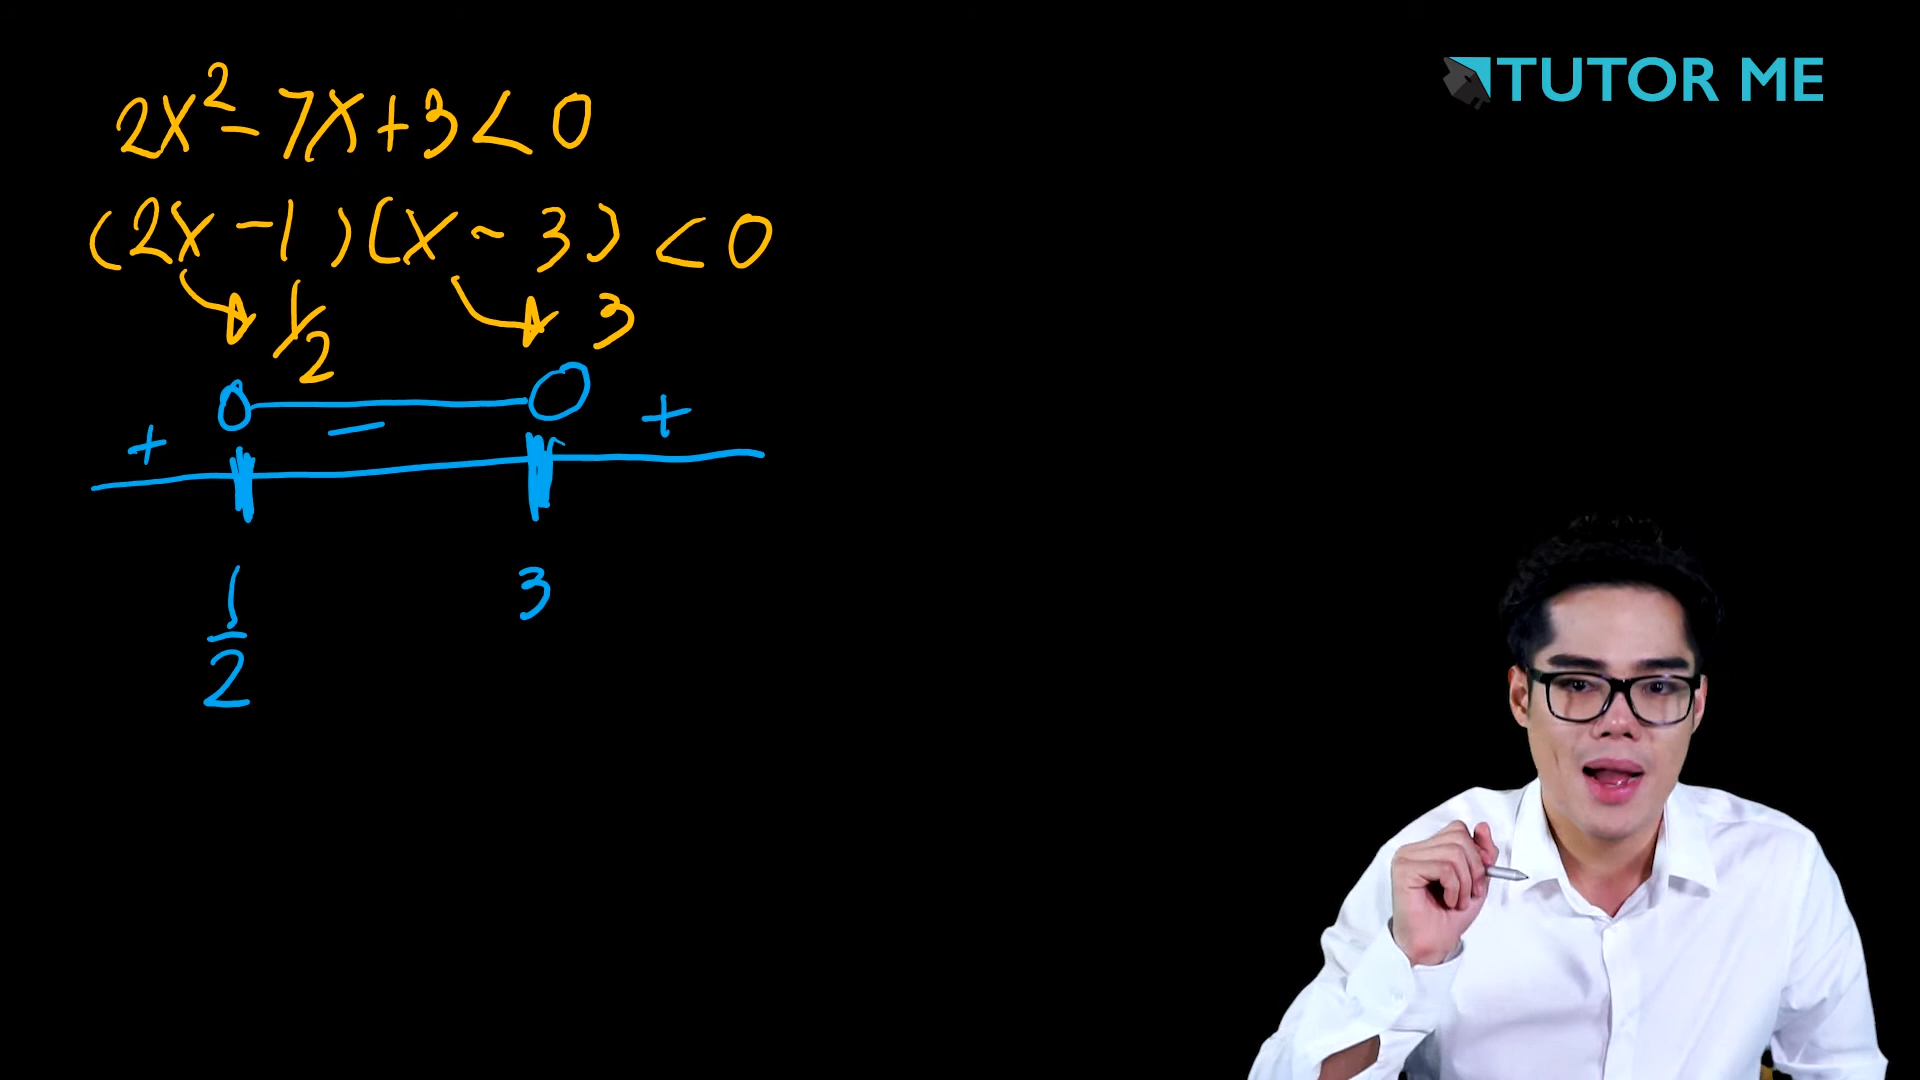 TUTOR ME
2x² - 7x + 3 < 0
(2x - 1)(x - 3) < 0
1/2 3
+ - +
1/2 3